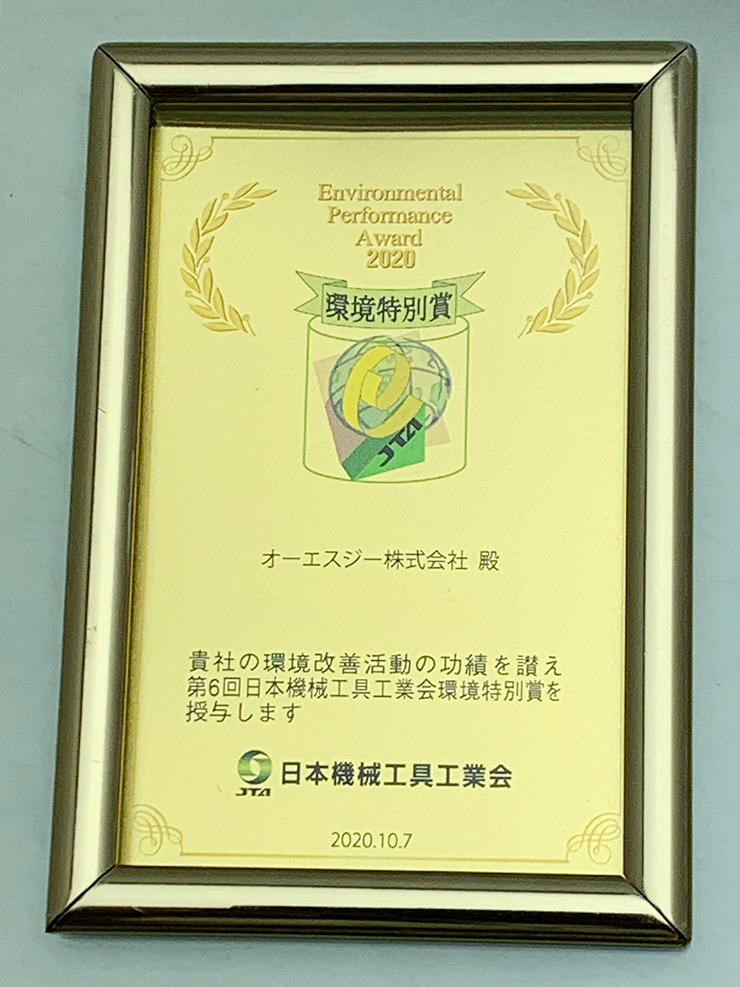 Environmental
Performance
Award
2020
環境特別賞
JTA
オーエスジー株式会社 殿
貴社の環境改善活動の功績を讃え
第6回日本機械工具工業会環境特別賞を
授与します
JTA 日本機械工具工業会
2020.10.7